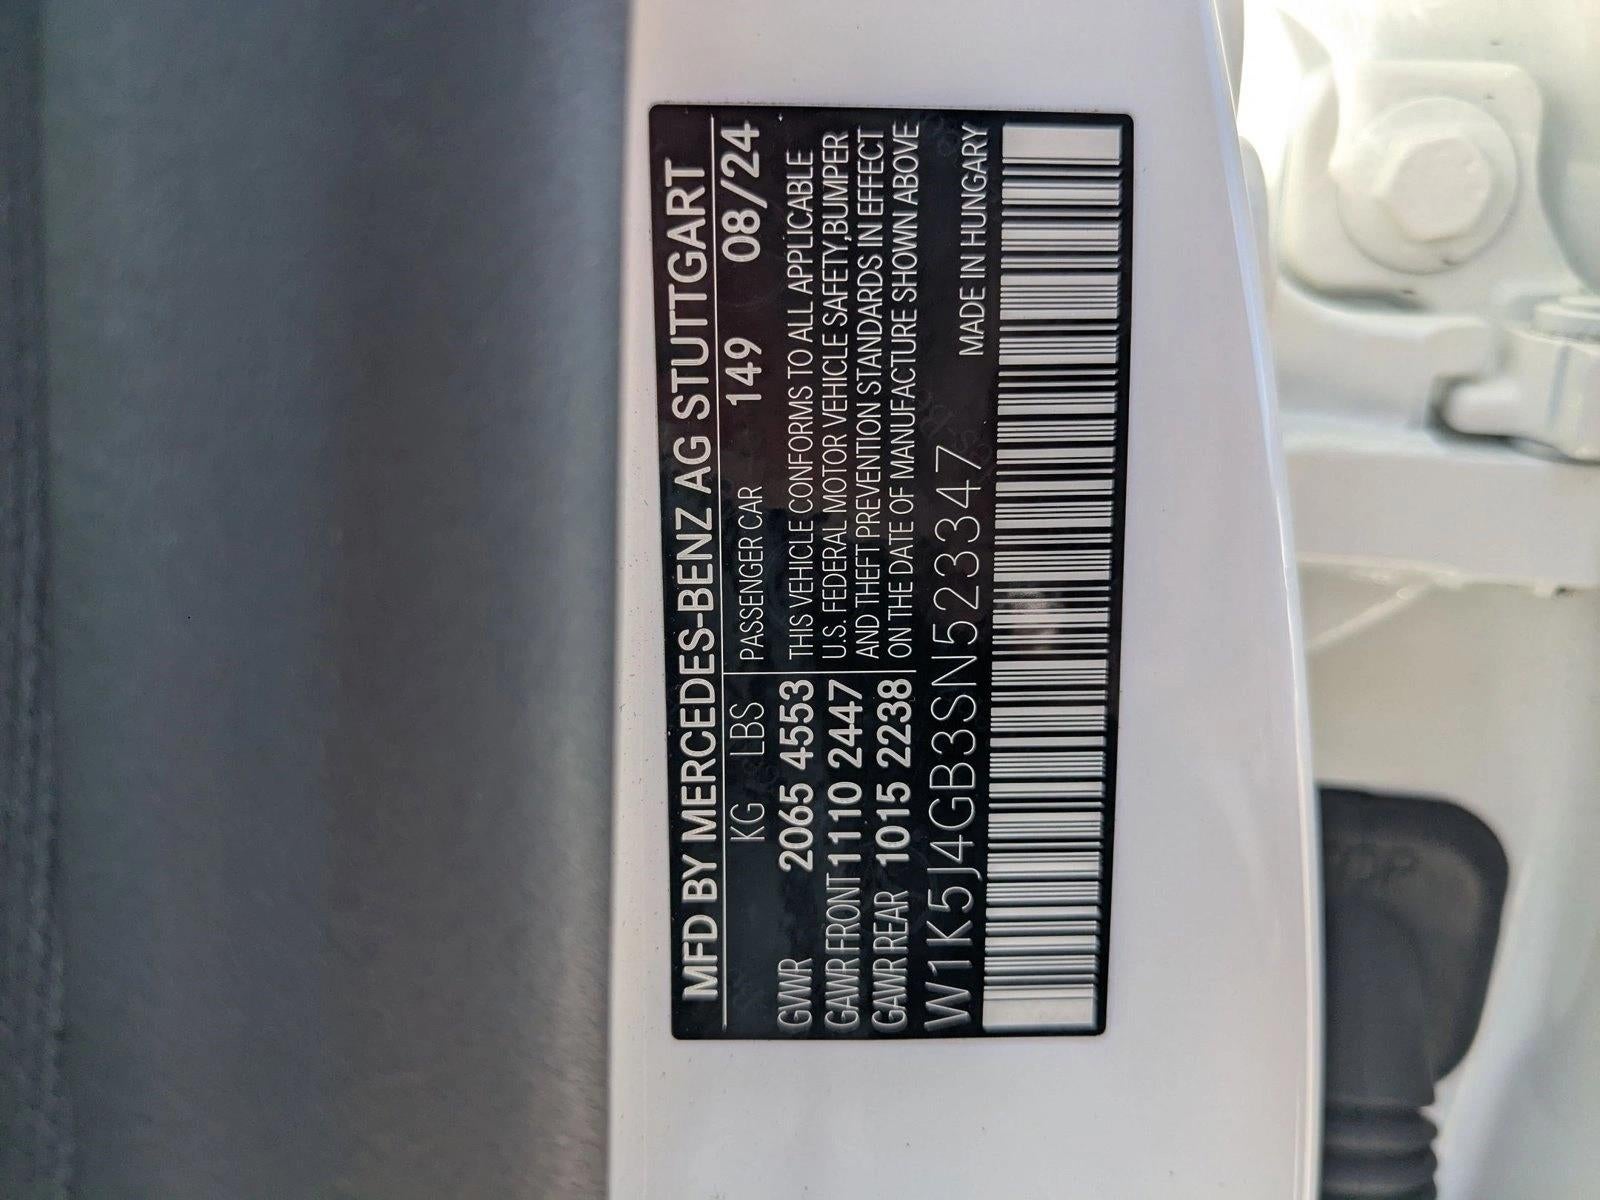 MFD BY MERCEDES-BENZ AG STUTTGART
KG LBS PASSENGER CAR 149 08/24
GVWR 2065 4553 THIS VEHICLE CONFORMS TO ALL APPLICABLE
GAWR FRONT 1110 2447 U.S. FEDERAL MOTOR VEHICLE SAFETY,BUMPER
AND THEFT PREVENTION STANDARDS IN EFFECT
GAWR REAR 1015 2238 ON THE DATE OF MANUFACTURE SHOWN ABOVE
W1K5J4GB3SN523347 MADE IN HUNGARY